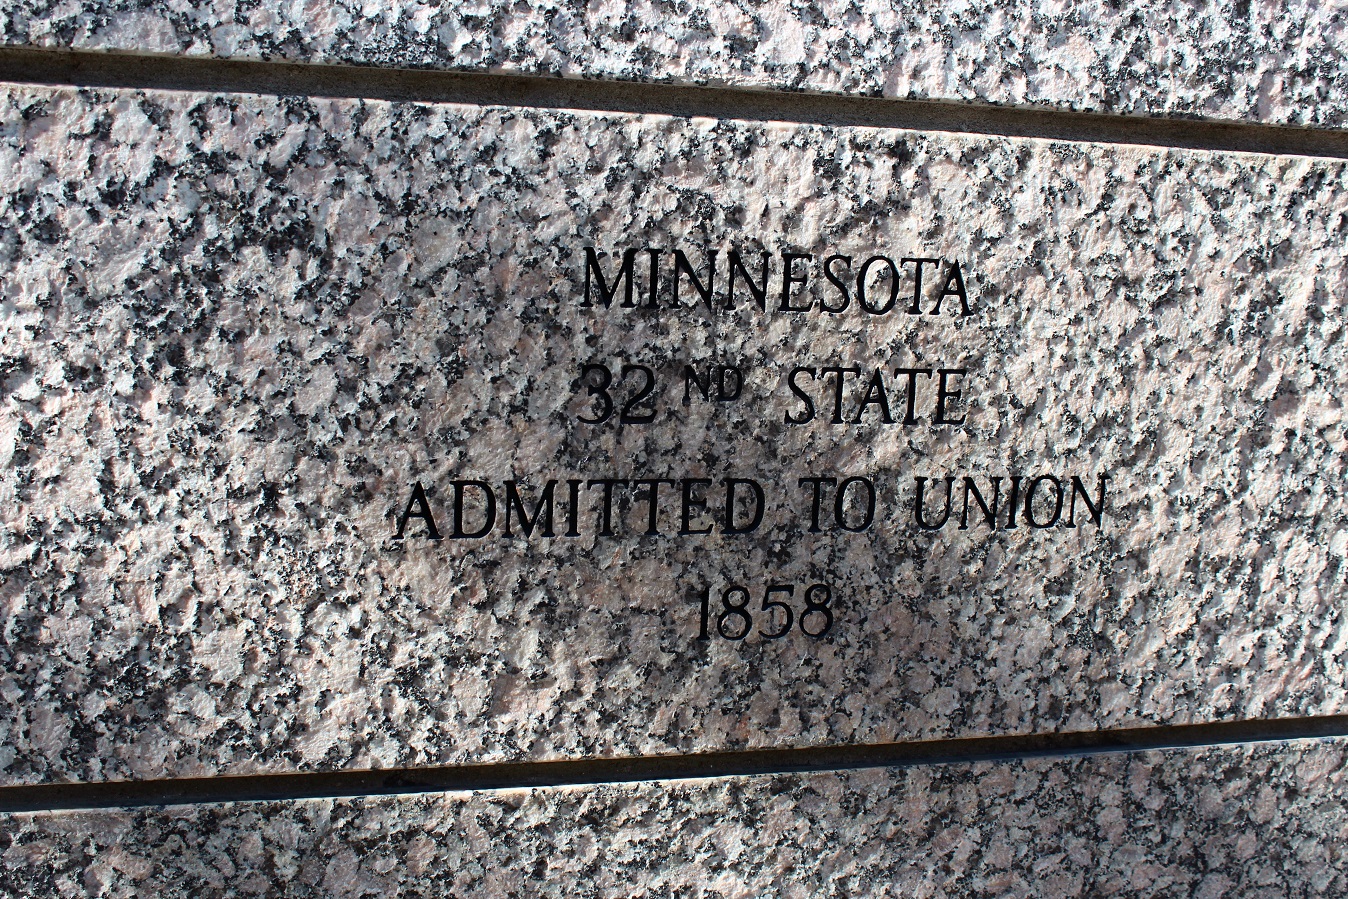 MINNESOTA
32ND STATE
ADMITTED TO UNION
1858